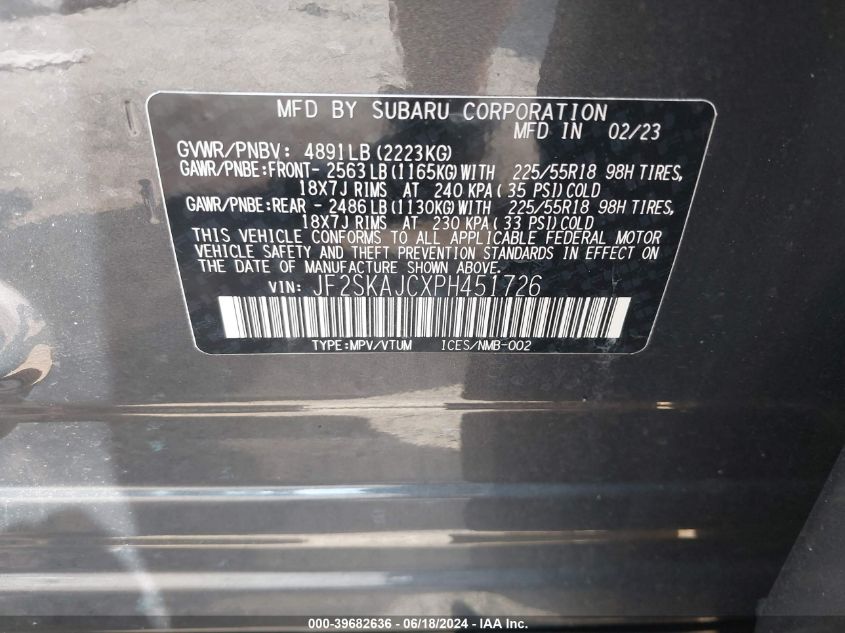 MFD BY SUBARU CORPORATION
MFD IN 02/23
GVWR/PNBV: 4891LB(2223KG)
GAWR/PNBE:FRONT- 2563LB(1165KG)WITH 225/55R18 98H TIRES,
18X7J RIMS AT 240 KPA( 35 PSI)COLD
GAWR/PNBE:REAR - 2486LB(1130KG)WITH 225/55R18 98H TIRES,
18X7J RIMS AT 230 KPA( 33 PSI)COLD
THIS VEHICLE CONFORMS TO ALL APPLICABLE FEDERAL MOTOR
VEHICLE SAFETY AND THEFT PREVENTION STANDARDS IN EFFECT ON
THE DATE OF MANUFACTURE SHOWN ABOVE.
VIN: JF2SKAJCXPH451726
TYPE:MPV/VTUM ICES/NMB-002
000-39682636 - 06/18/2024 - IAA Inc.